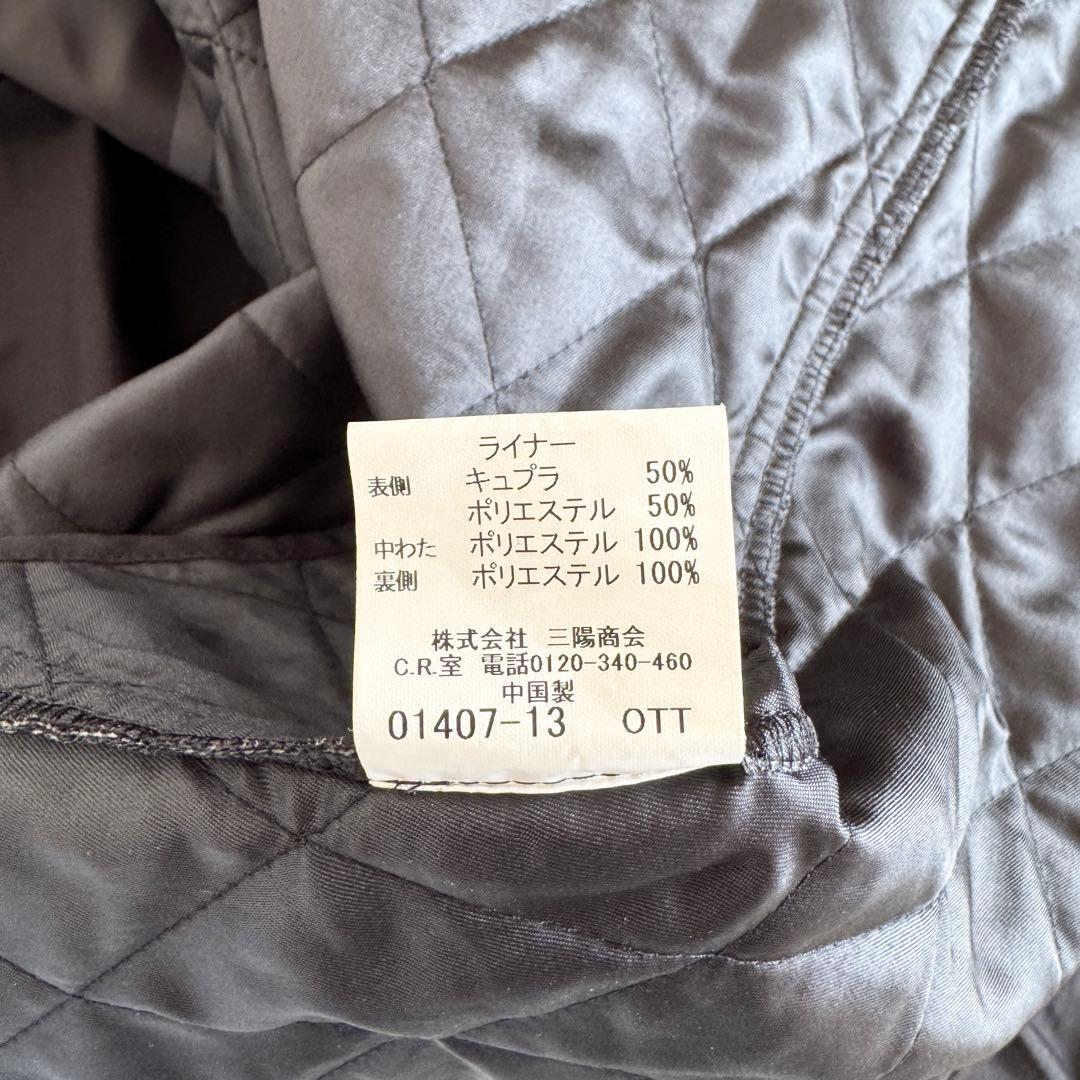 ライナー
表側 キュプラ 50%
ポリエステル 50%
中わた ポリエステル 100%
裏側 ポリエステル 100%
株式会社 三陽商会
C.R.室 電話0120-340-460
中国製
01407-13 OTT